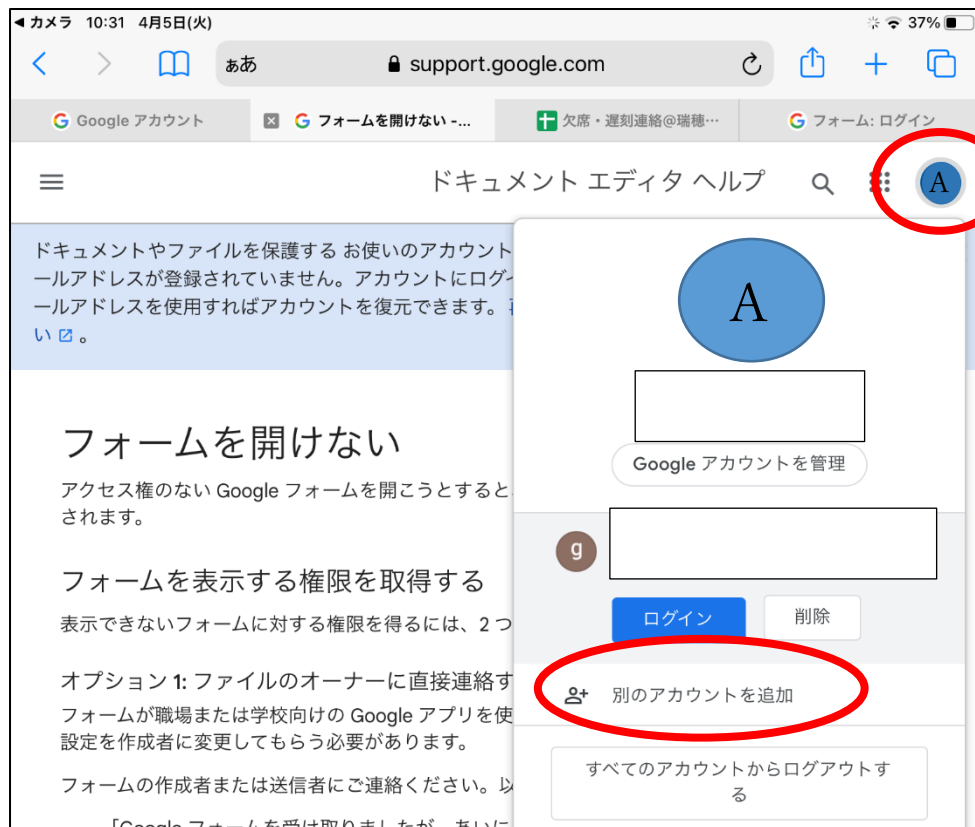 カメラ 10:31 4月5日(火) 37%
ぁあ support.google.com
Google アカウント フォームを開けない -... 欠席・遅刻連絡@瑞穂… フォーム: ログイン
ドキュメント エディタ ヘルプ A
ドキュメントやファイルを保護する お使いのアカウント
ールアドレスが登録されていません。アカウントにログ
ールアドレスを使用すればアカウントを復元できます。
い 。
A
フォームを開けない
Google アカウントを管理
アクセス権のない Google フォームを開こうとすると
されます。
g
フォームを表示する権限を取得する
ログイン 削除
表示できないフォームに対する権限を得るには、2 つ
オプション 1: ファイルのオーナーに直接連絡す
別のアカウントを追加
フォームが職場または学校向けの Google アプリを使
設定を作成者に変更してもらう必要があります。
すべてのアカウントからログアウトす
る
フォームの作成者または送信者にご連絡ください。以
「Google フォームを受け取りましたが、あいに